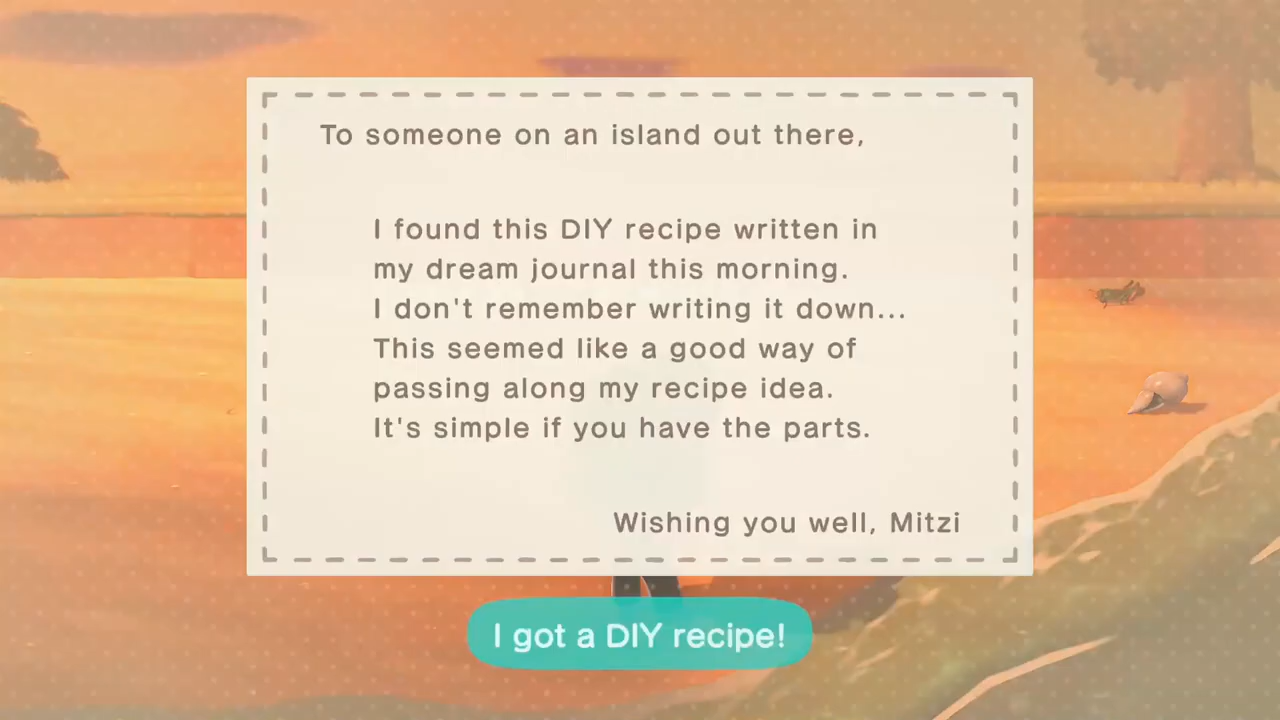 To someone on an island out there,
I found this DIY recipe written in
my dream journal this morning.
I don't remember writing it down...
This seemed like a good way of
passing along my recipe idea.
It's simple if you have the parts.
Wishing you well, Mitzi
I got a DIY recipe!